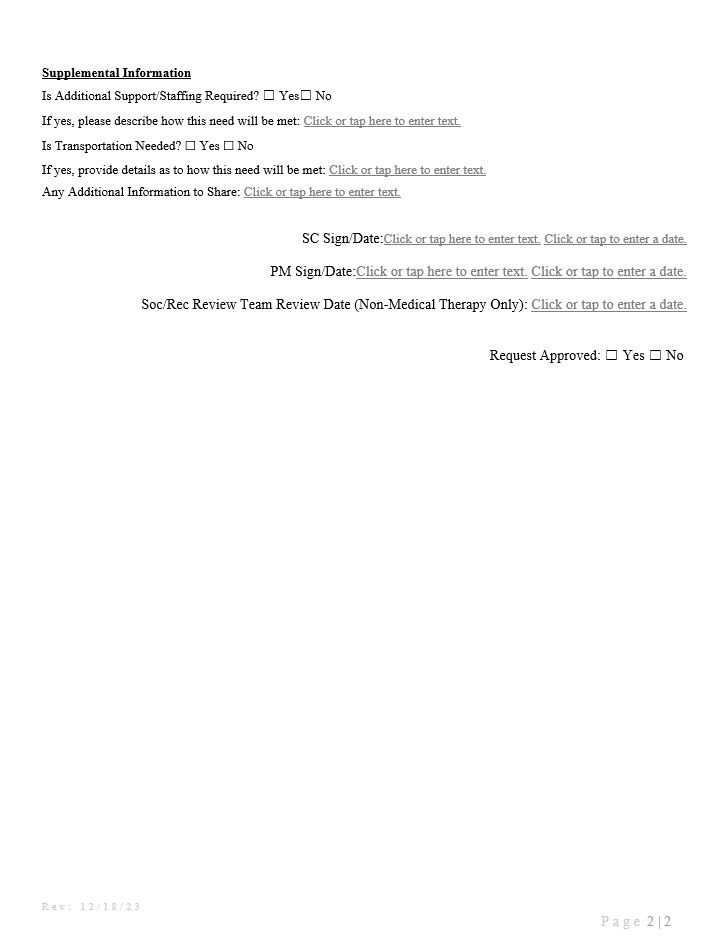 Supplemental Information
Is Additional Support/Staffing Required? ☐ Yes☐ No
If yes, please describe how this need will be met: Click or tap here to enter text.
Is Transportation Needed? ☐ Yes ☐ No
If yes, provide details as to how this need will be met: Click or tap here to enter text.
Any Additional Information to Share: Click or tap here to enter text.
SC Sign/Date:Click or tap here to enter text. Click or tap to enter a date.
PM Sign/Date:Click or tap here to enter text. Click or tap to enter a date.
Soc/Rec Review Team Review Date (Non-Medical Therapy Only): Click or tap to enter a date.
Request Approved: ☐ Yes ☐ No
Rev: 12/18/23
Page 2|2